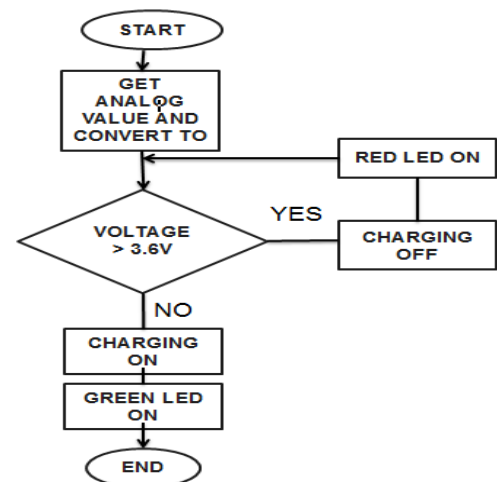 START
GET
ANALOG
VALUE AND
CONVERT TO
RED LED ON
YES
VOLTAGE
> 3.6V
CHARGING
OFF
NO
CHARGING
ON
GREEN LED
ON
END